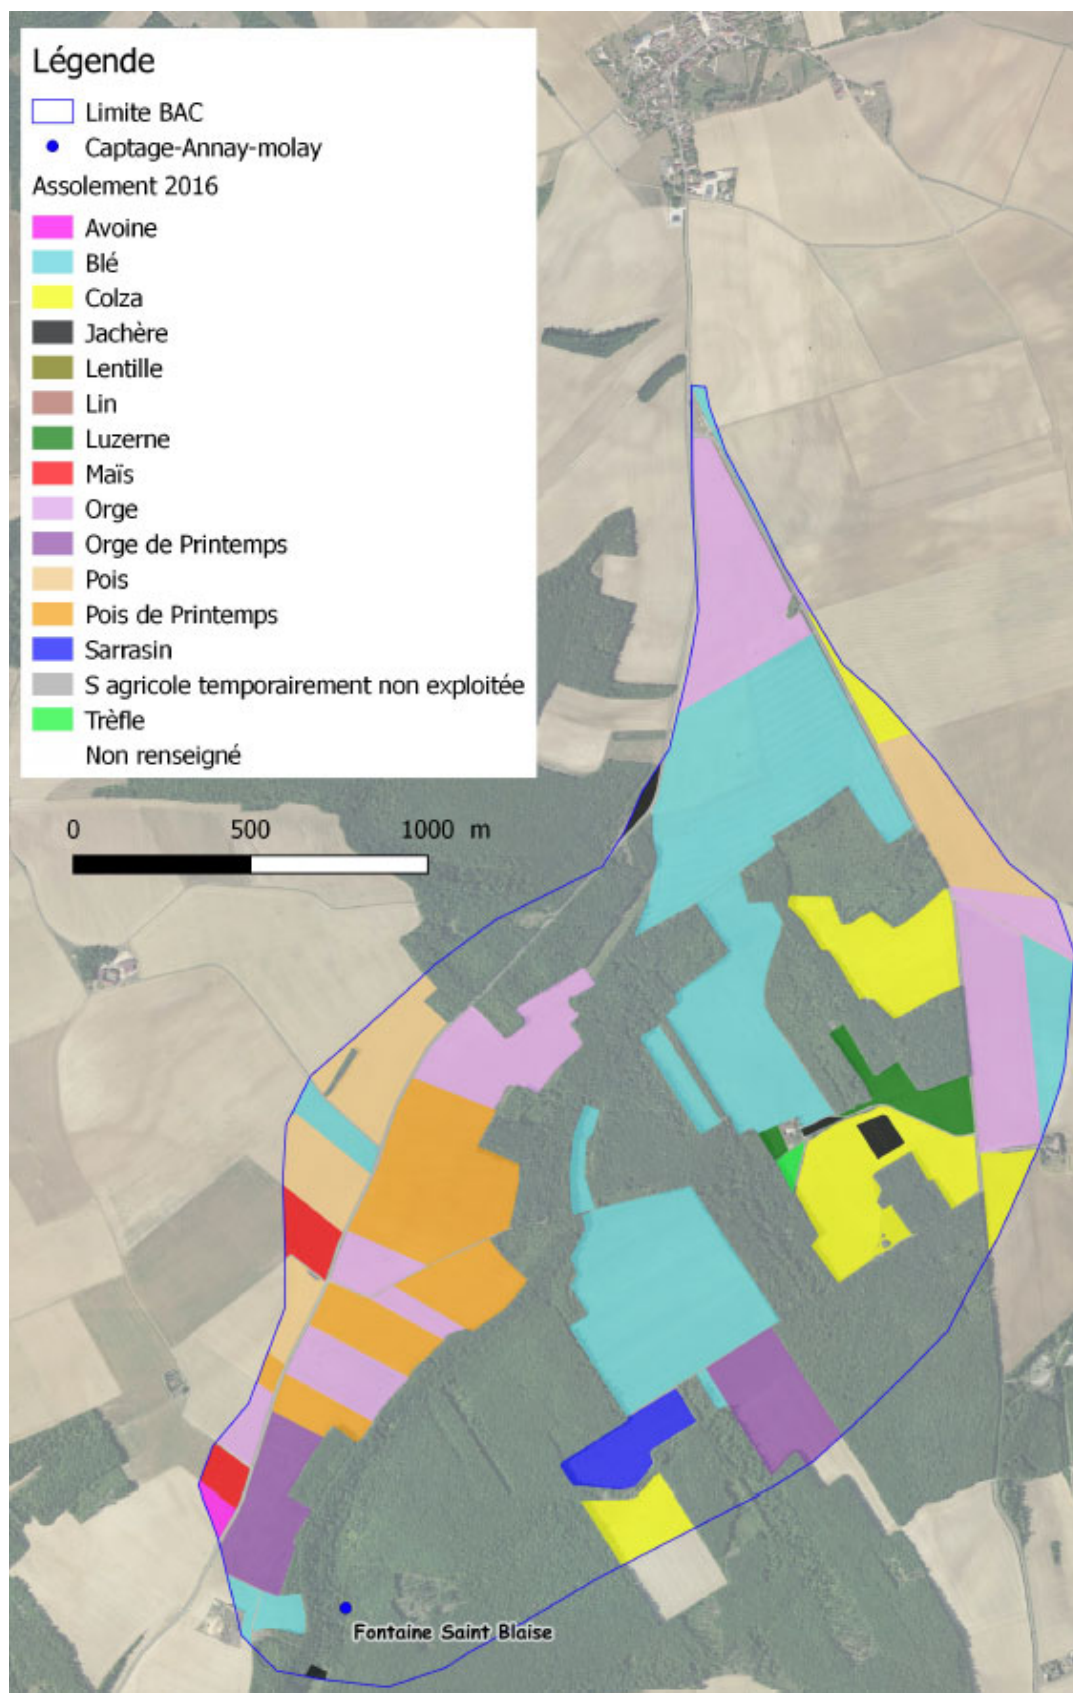 Légende
Limite BAC
Captage-Annay-molay
Assolement 2016
Avoine
Blé
Colza
Jachère
Lentille
Lin
Luzerne
Maïs
Orge
Orge de Printemps
Pois
Pois de Printemps
Sarrasin
S agricole temporairement non exploitée
Trèfle
Non renseigné
0 500 1000 m
Fontaine Saint Blaise